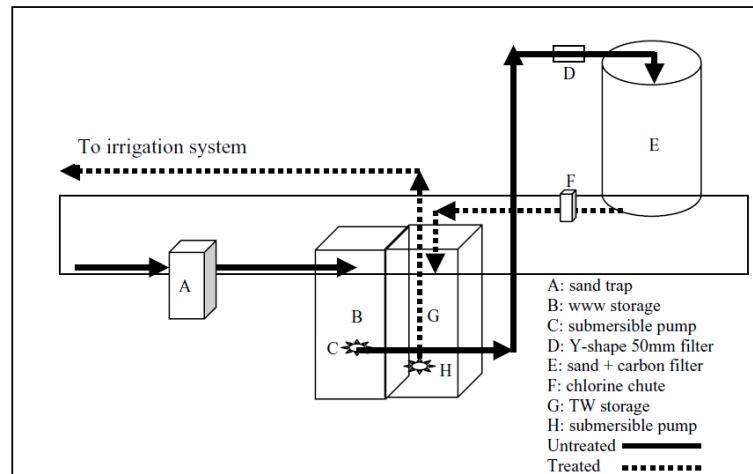 D
To irrigation system
E
F
A
B
G
C
H
A: sand trap
B: www storage
C: submersible pump
D: Y-shape 50mm filter
E: sand + carbon filter
F: chlorine chute
G: TW storage
H: submersible pump
Untreated
Treated